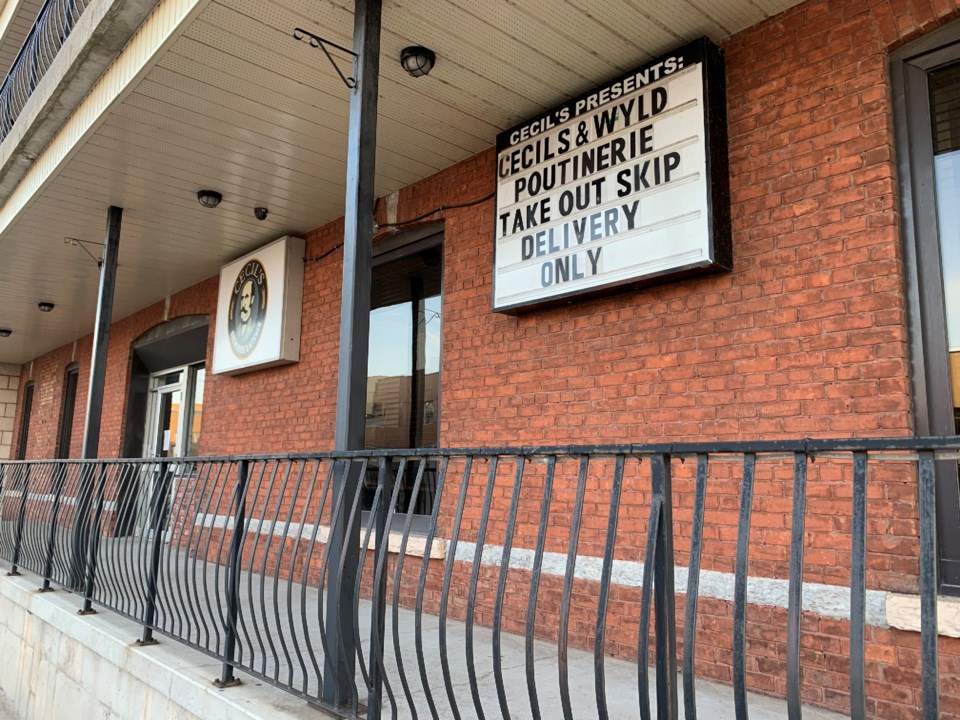 CECIL'S PRESENTS:
CECILS & WYLD
POUTINERIE
TAKE OUT SKIP
DELIVERY
ONLY
CECIL'S